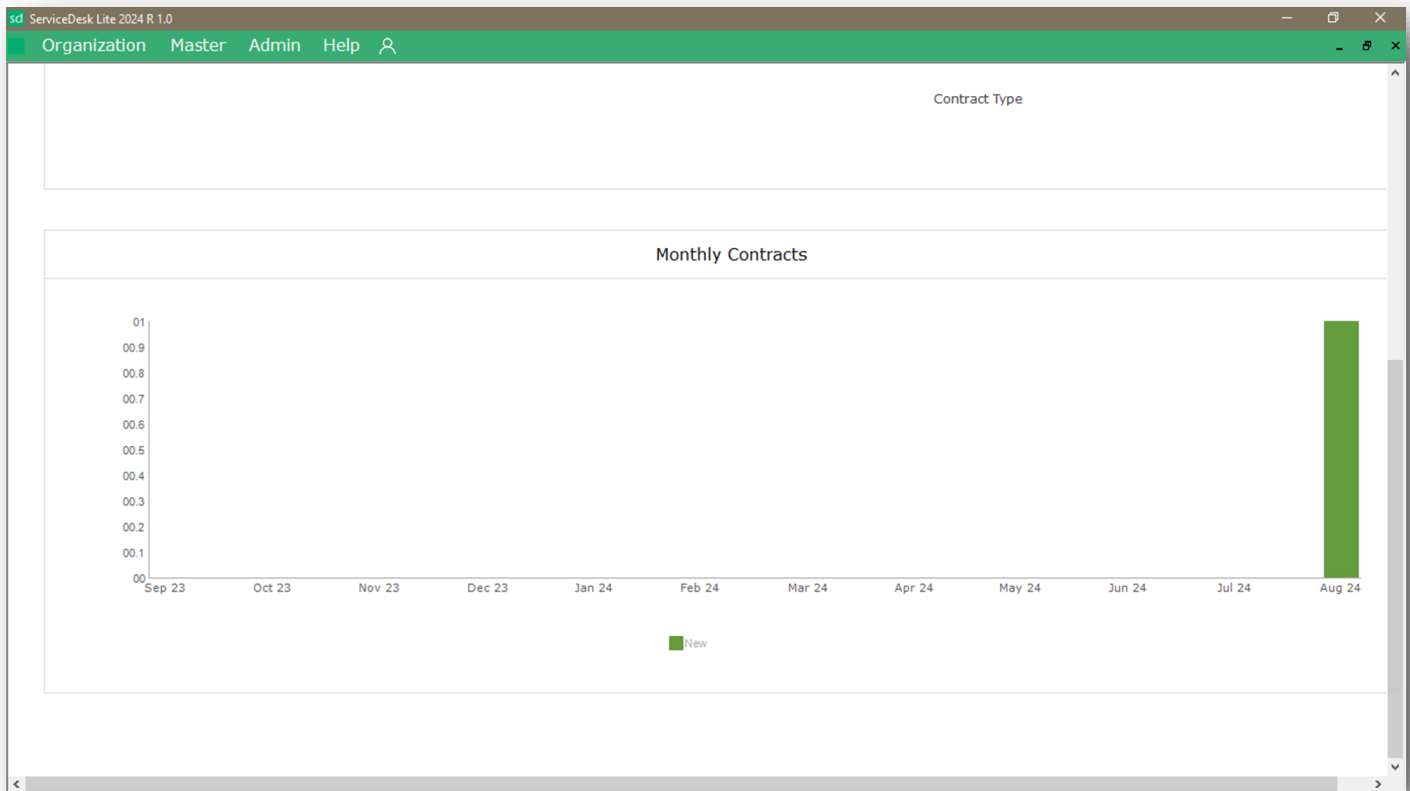 sd ServiceDesk Lite 2024 R 1.0
Organization Master Admin Help
Contract Type
Monthly Contracts
01
00.9
00.8
00.7
00.6
00.5
00.4
00.3
00.2
00.1
00
Sep 23 Oct 23 Nov 23 Dec 23 Jan 24 Feb 24 Mar 24 Apr 24 May 24 Jun 24 Jul 24 Aug 24
New